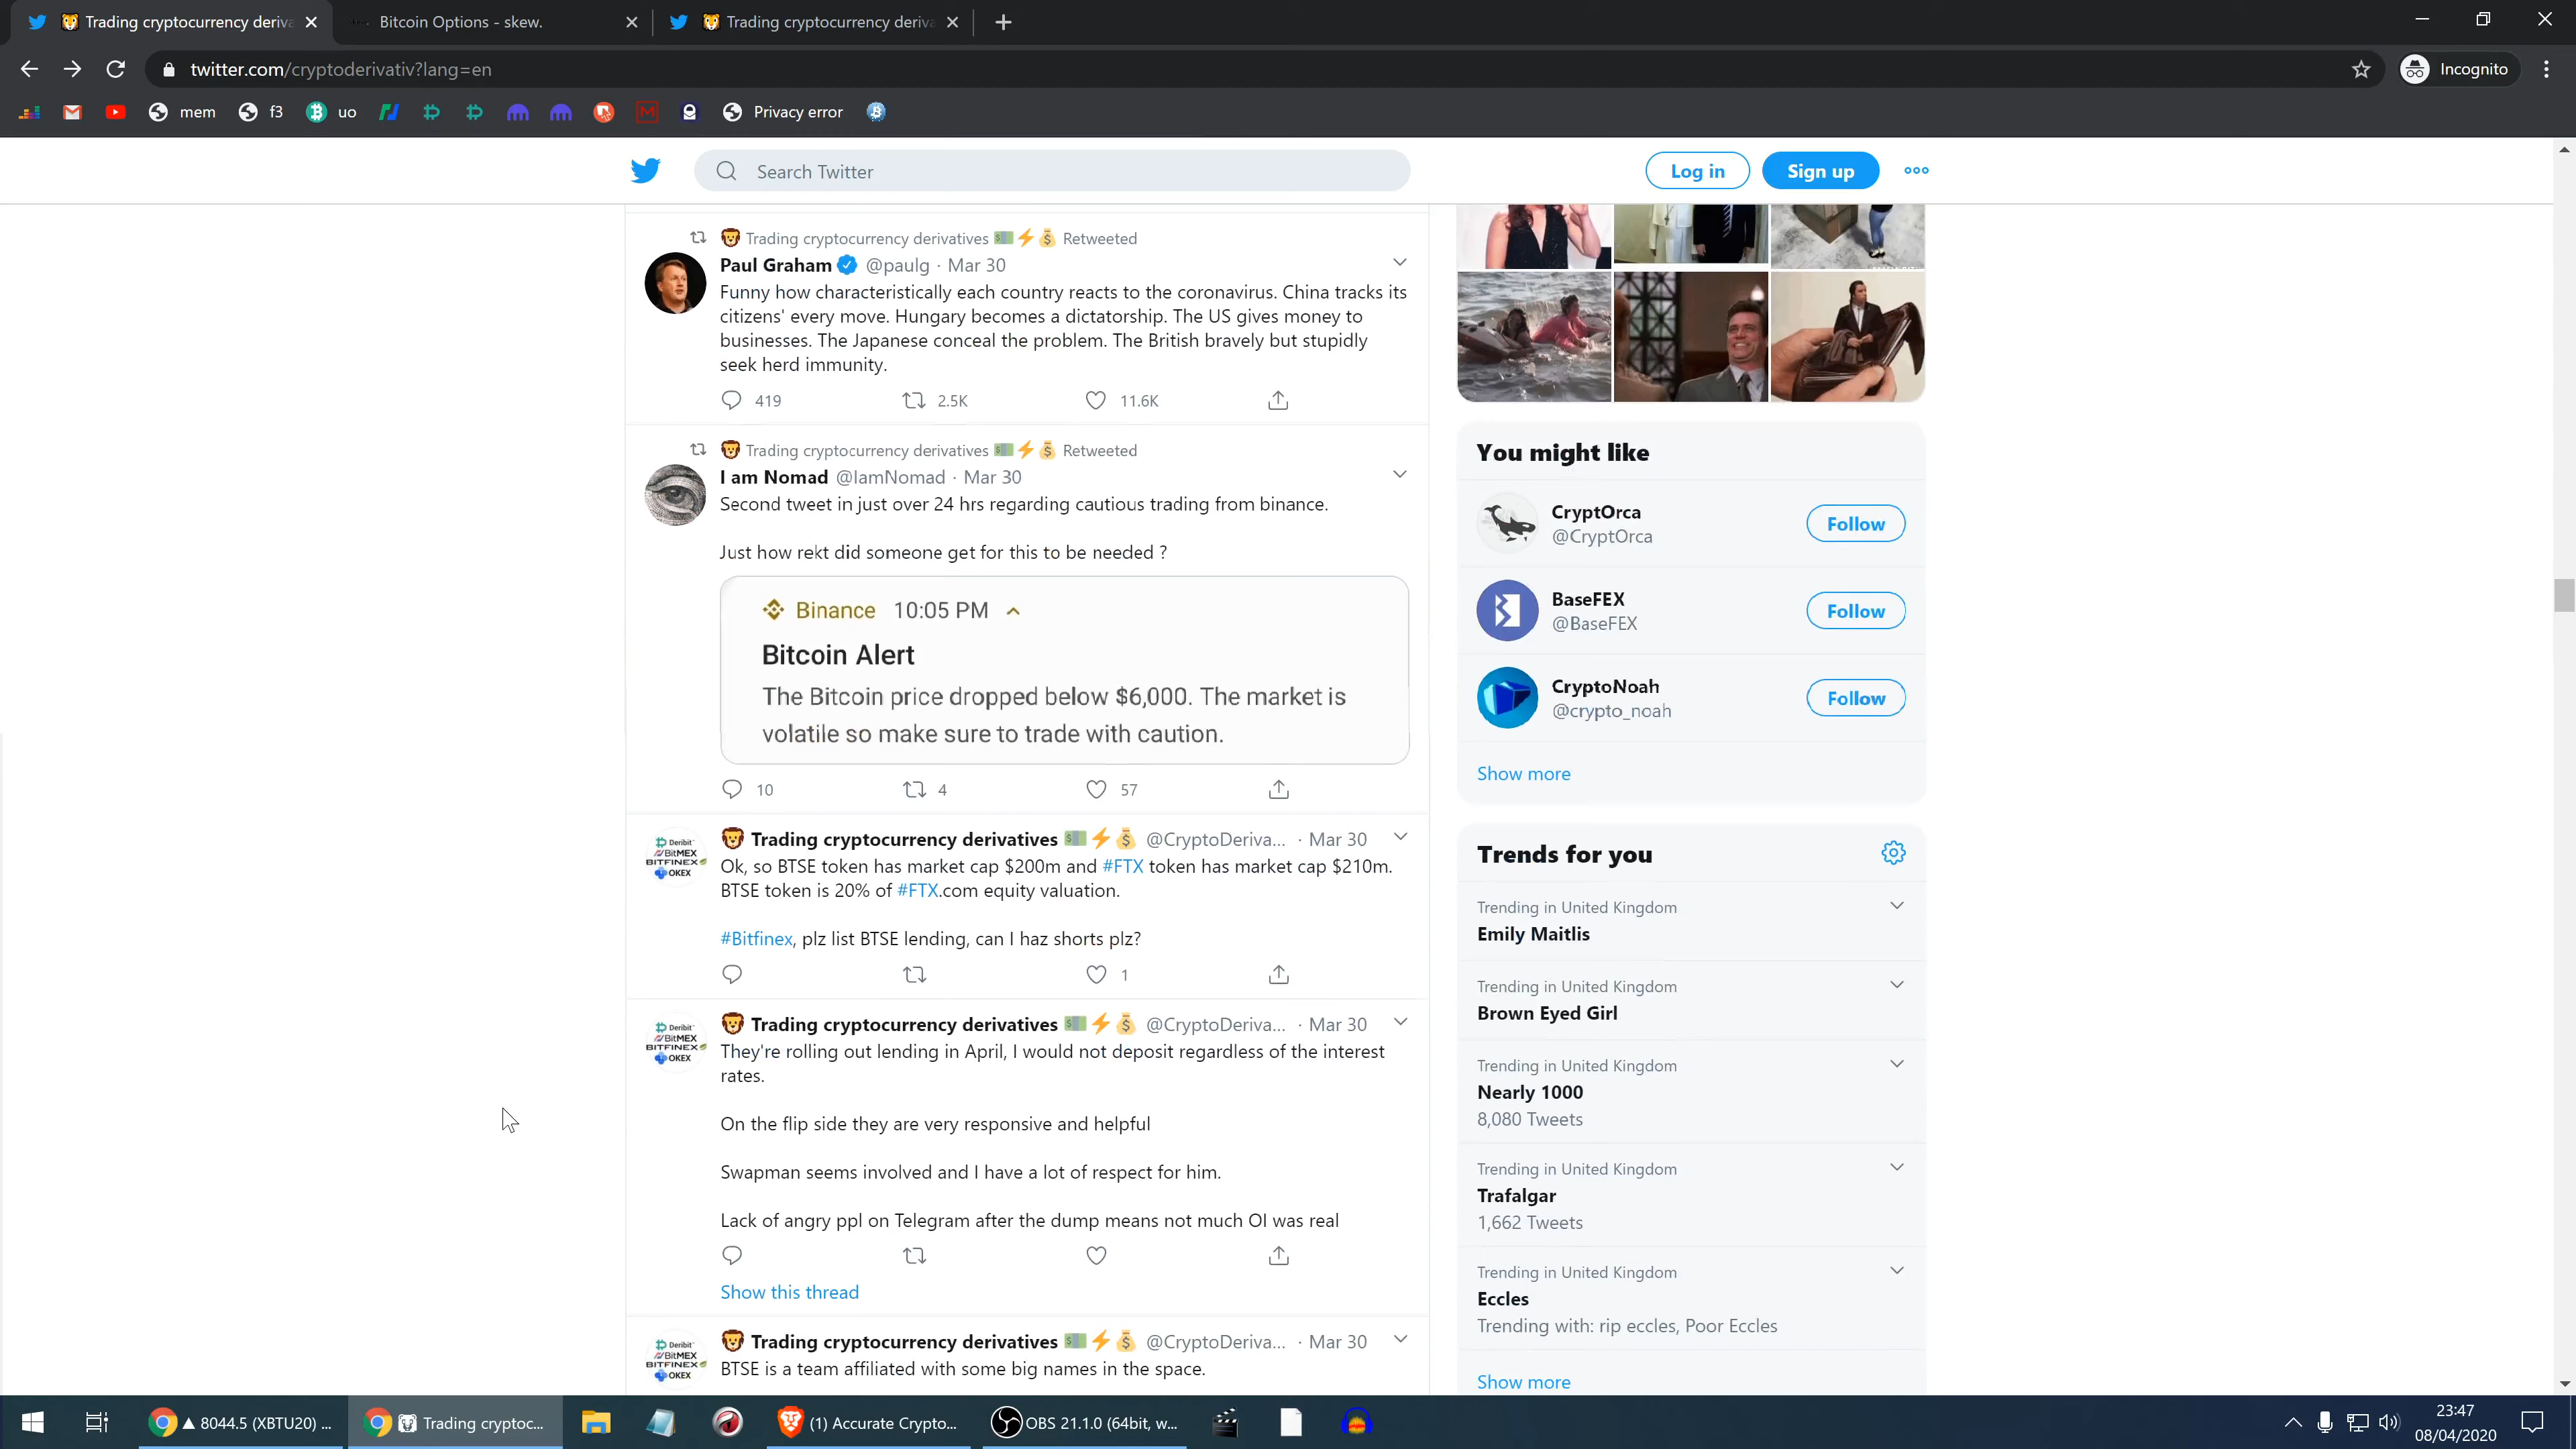 Trading cryptocurrency deriva
Bitcoin Options - skew.
Trading cryptocurrency deriva
twitter.com/cryptoderivativ?lang=en
Incognito
mem
f3
uo
Privacy error
Search Twitter
Log in
Sign up
Trading cryptocurrency derivatives Retweeted
Paul Graham @paulg · Mar 30
Funny how characteristically each country reacts to the coronavirus. China tracks its
citizens' every move. Hungary becomes a dictatorship. The US gives money to
businesses. The Japanese conceal the problem. The British bravely but stupidly
seek herd immunity.
419
2.5K
11.6K
Trading cryptocurrency derivatives Retweeted
I am Nomad @IamNomad · Mar 30
Second tweet in just over 24 hrs regarding cautious trading from binance.
Just how rekt did someone get for this to be needed ?
Binance 10:05 PM
Bitcoin Alert
The Bitcoin price dropped below $6,000. The market is
volatile so make sure to trade with caution.
10
4
57
Deribit
BitMEX
BITFINEX
OKEX
Trading cryptocurrency derivatives @CryptoDeriva... · Mar 30
Ok, so BTSE token has market cap $200m and #FTX token has market cap $210m.
BTSE token is 20% of #FTX.com equity valuation.
#Bitfinex, plz list BTSE lending, can I haz shorts plz?
1
Deribit
BitMEX
BITFINEX
OKEX
Trading cryptocurrency derivatives @CryptoDeriva... · Mar 30
They're rolling out lending in April, I would not deposit regardless of the interest
rates.
On the flip side they are very responsive and helpful
Swapman seems involved and I have a lot of respect for him.
Lack of angry ppl on Telegram after the dump means not much OI was real
Show this thread
Deribit
BitMEX
BITFINEX
OKEX
Trading cryptocurrency derivatives @CryptoDeriva... · Mar 30
BTSE is a team affiliated with some big names in the space.
You might like
CryptOrca
@CryptOrca
Follow
BaseFEX
@BaseFEX
Follow
CryptoNoah
@crypto_noah
Follow
Show more
Trends for you
Trending in United Kingdom
Emily Maitlis
Trending in United Kingdom
Brown Eyed Girl
Trending in United Kingdom
Nearly 1000
8,080 Tweets
Trending in United Kingdom
Trafalgar
1,662 Tweets
Trending in United Kingdom
Eccles
Trending with: rip eccles, Poor Eccles
Show more
▲ 8044.5 (XBTU20) ...
Trading cryptoc...
(1) Accurate Crypto...
OBS 21.1.0 (64bit, w...
23:47
08/04/2020